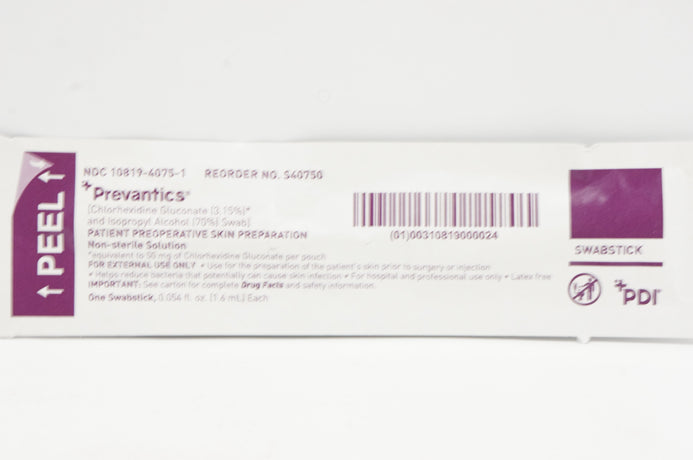 ↑ PEEL ↑
NDC 10819-4075-1 REORDER NO. S40750
Prevantics®
(Chlorhexidine Gluconate (3.15%)*
and Isopropyl Alcohol (70%) Swab)
PATIENT PREOPERATIVE SKIN PREPARATION
Non-sterile Solution
*equivalent to 50 mg of Chlorhexidine Gluconate per pouch
FOR EXTERNAL USE ONLY • Use for the preparation of the patient's skin prior to surgery or injection
• Helps reduce bacteria that potentially can cause skin infection • For hospital and professional use only • Latex free
IMPORTANT: See carton for complete Drug Facts and safety information.
One Swabstick, 0.054 fl. oz. (1.6 mL) Each
(01)00310819000024
SWABSTICK
PDI